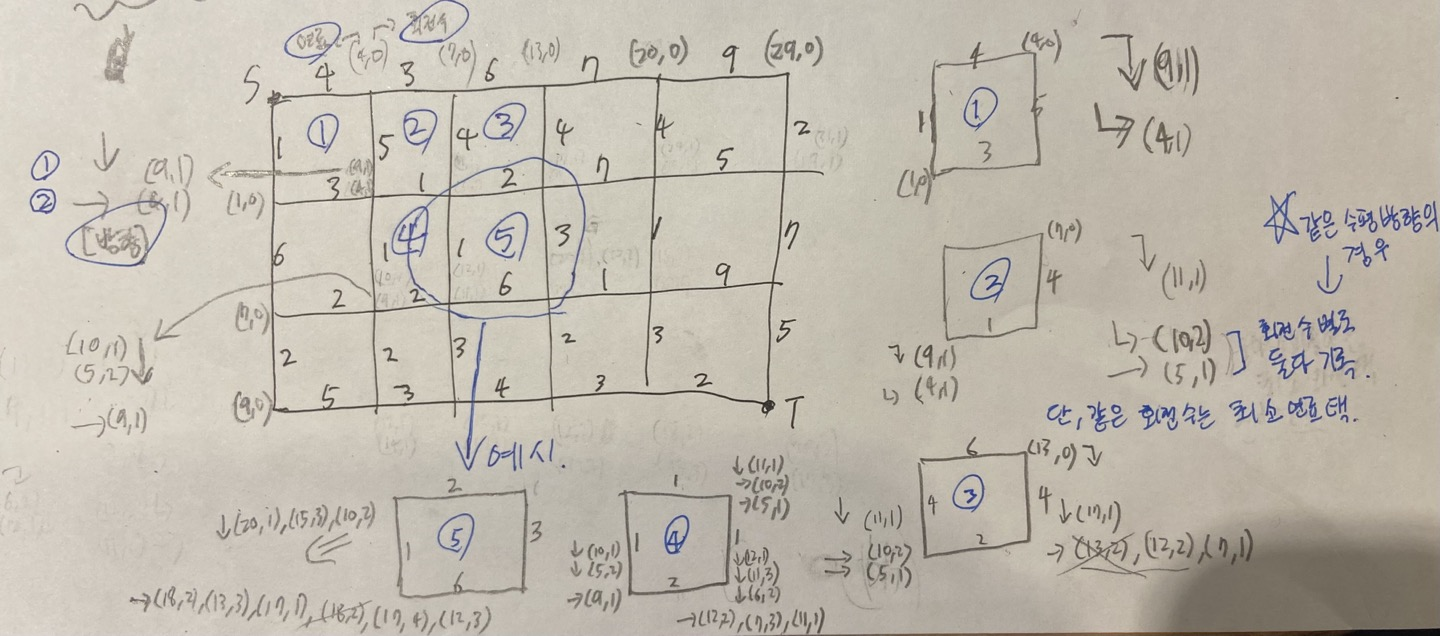 연료 → 회전수
S 4 (4,0) 3 (7,0) 6 (13,0) 7 (20,0) 9 (29,0)
1 ① 5 ② 4 ③ 4 4 2
3 1 2 7 5
(1,0)
① ↓ (9,1)
② → (4,1)
[방향]
6 1 ④ 1 ⑤ 3 1 7
2 2 6 1 9
(7,0)
2 2 3 2 3 5
(9,0) 5 3 4 3 2 T
(10,1) ↓
(5,2) ↓
→ (9,1)
예시.
4 (4,0)
1 ① 5
3
(1,0)
↓ (9,1)
↳ (4,1)
(7,0)
② 4
1
↓ (9,1)
↳ (4,1)
(11,1)
↳ (10,2)
→ (5,1)
☆ 같은 수평방향의
경우
↓
회전수별로
둘다 기록.
단, 같은 회전수는 최소연료택.
6 (13,0)
4 ③ 4
2
↓ (11,1)
→ (10,2)
→ (5,1)
↓ (17,1)
→ (13,2), (12,2), (7,1)
1
1 ④ 1
2
↓ (11,1)
→ (10,2)
→ (5,1)
↓ (10,1)
↓ (5,2)
→ (9,1)
↓ (12,1)
↓ (11,3)
↓ (6,2)
→ (12,2), (7,3), (11,1)
2
1 ⑤ 3
6
↓ (20,1), (15,3), (10,2)
→ (18,2), (13,3), (17,1), (18,2), (17,4), (12,3)